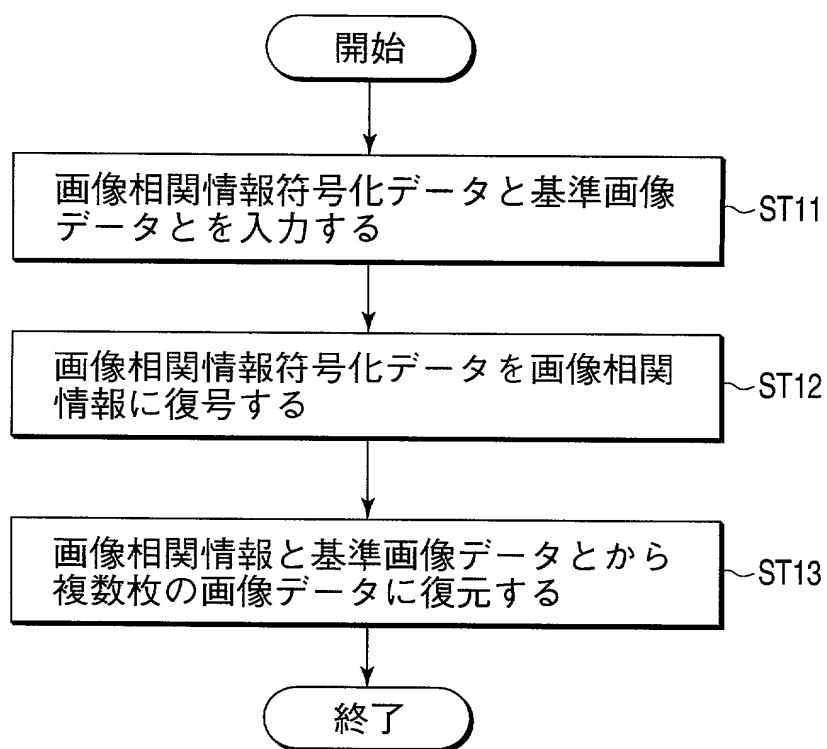 開始
画像相関情報符号化データと基準画像
データとを入力する
ST11
画像相関情報符号化データを画像相関
情報に復号する
ST12
画像相関情報と基準画像データとから
複数枚の画像データに復元する
ST13
終了